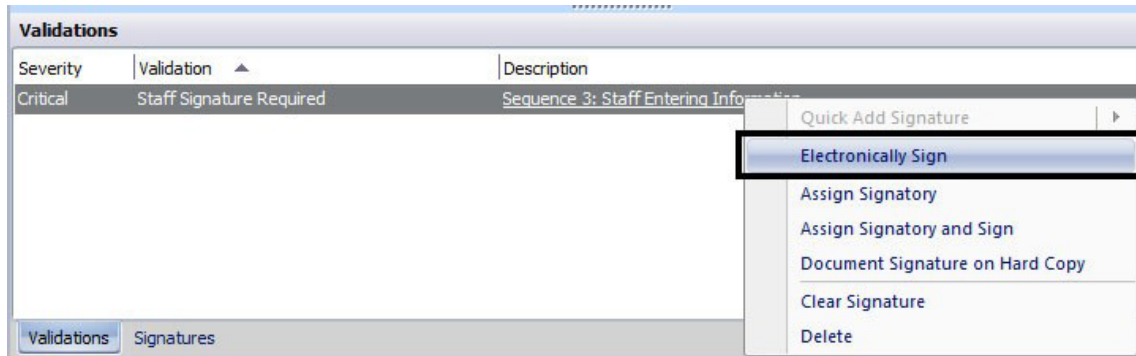 Validations
Severity Validation Description
Critical Staff Signature Required Sequence 3: Staff Entering Information
Quick Add Signature
Electronically Sign
Assign Signatory
Assign Signatory and Sign
Document Signature on Hard Copy
Clear Signature
Delete
Validations Signatures